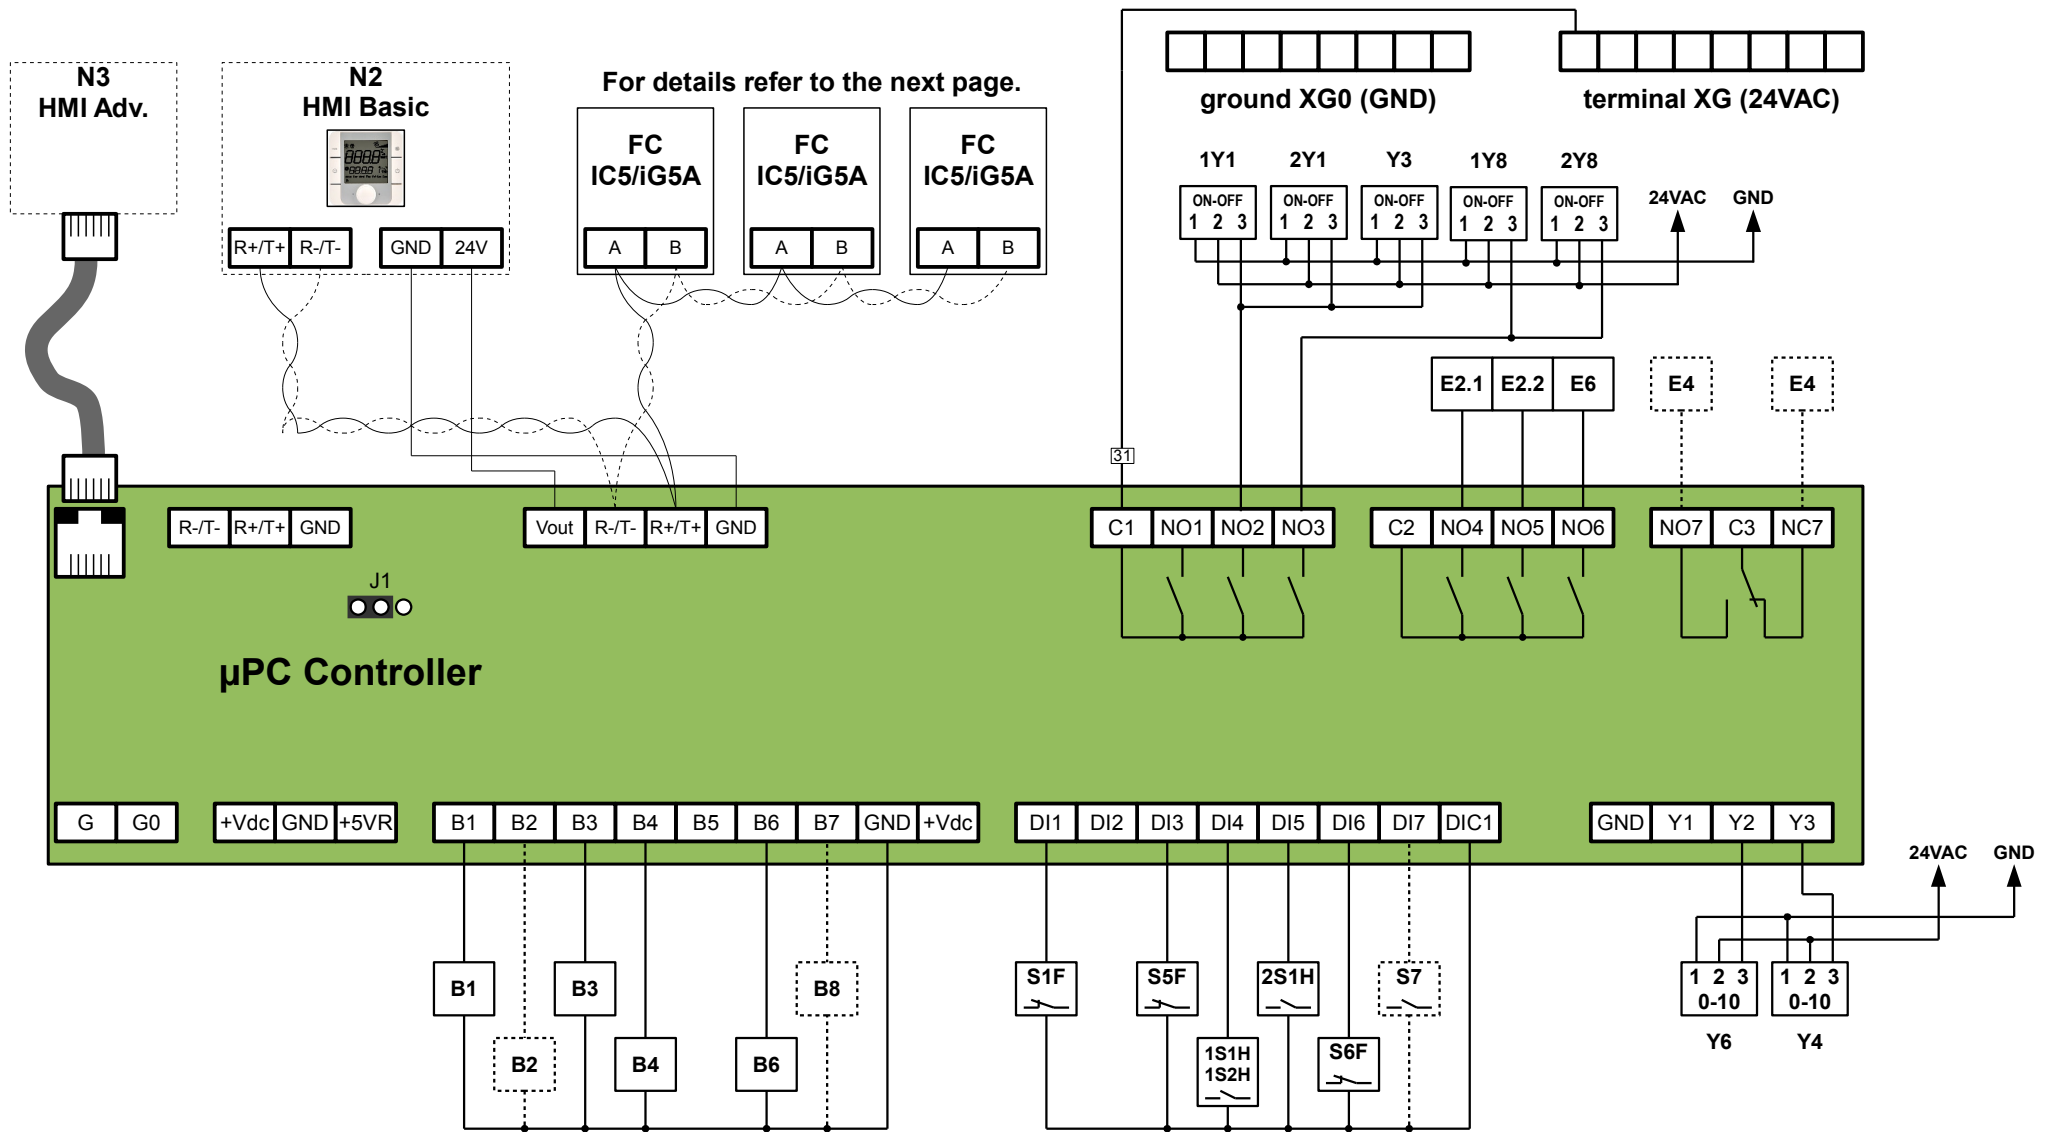 N3
HMI Adv.
N2
HMI Basic
For details refer to the next page.
ground XG0 (GND)
terminal XG (24VAC)
FC
IC5/iG5A
FC
IC5/iG5A
FC
IC5/iG5A
1Y1 2Y1 Y3 1Y8 2Y8
ON-OFF ON-OFF ON-OFF ON-OFF ON-OFF
1 2 3 1 2 3 1 2 3 1 2 3 1 2 3
24VAC GND
R+/T+ R-/T- GND 24V
A B A B A B
E2.1 E2.2 E6 E4 E4
31
R-/T- R+/T+ GND
Vout R-/T- R+/T+ GND
C1 NO1 NO2 NO3
C2 NO4 NO5 NO6
NO7 C3 NC7
J1
µPC Controller
G G0
+Vdc GND +5VR
B1 B2 B3 B4 B5 B6 B7 GND +Vdc
DI1 DI2 DI3 DI4 DI5 DI6 DI7 DIC1
GND Y1 Y2 Y3
24VAC GND
B1 B3 B8
S1F S5F 2S1H S7
1 2 3 1 2 3
0-10 0-10
Y6 Y4
B2 B4 B6
1S1H
1S2H
S6F